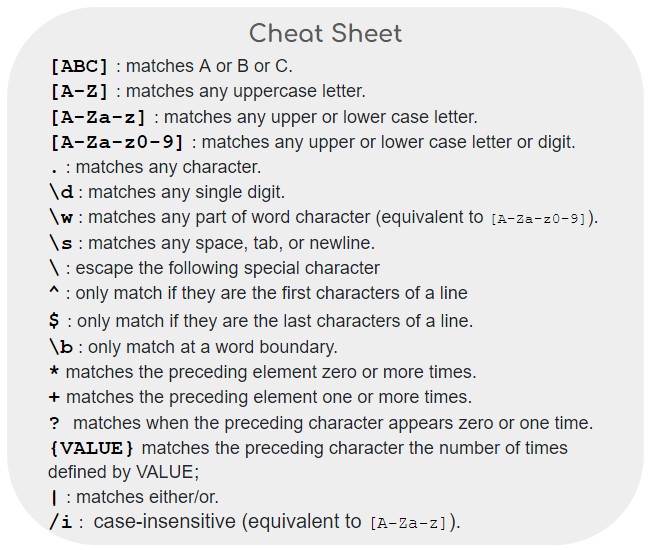 Cheat Sheet
[ABC] : matches A or B or C.
[A-Z] : matches any uppercase letter.
[A-Za-z] : matches any upper or lower case letter.
[A-Za-z0-9] : matches any upper or lower case letter or digit.
. : matches any character.
\d : matches any single digit.
\w : matches any part of word character (equivalent to [A-Za-z0-9]).
\s : matches any space, tab, or newline.
\ : escape the following special character
^ : only match if they are the first characters of a line
$ : only match if they are the last characters of a line.
\b : only match at a word boundary.
* matches the preceding element zero or more times.
+ matches the preceding element one or more times.
? matches when the preceding character appears zero or one time.
{VALUE} matches the preceding character the number of times
defined by VALUE;
| : matches either/or.
/i : case-insensitive (equivalent to [A-Za-z]).